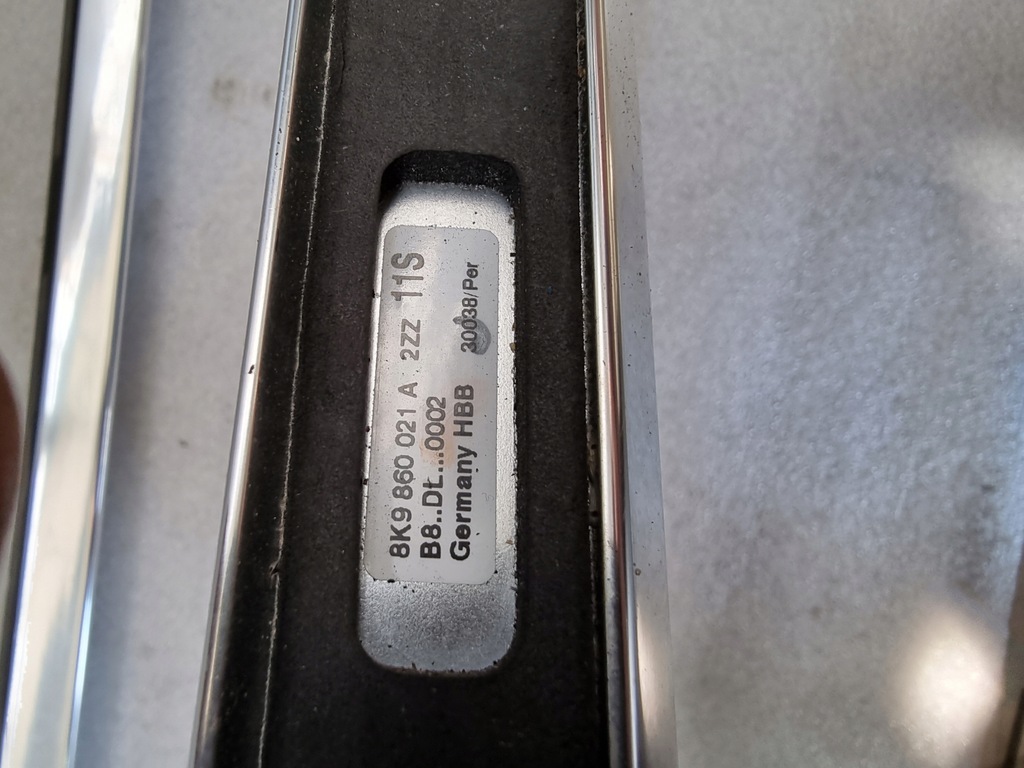 8K9 860 021 A 2ZZ 11S
B8..DL...0002
Germany HBB 30038/Per